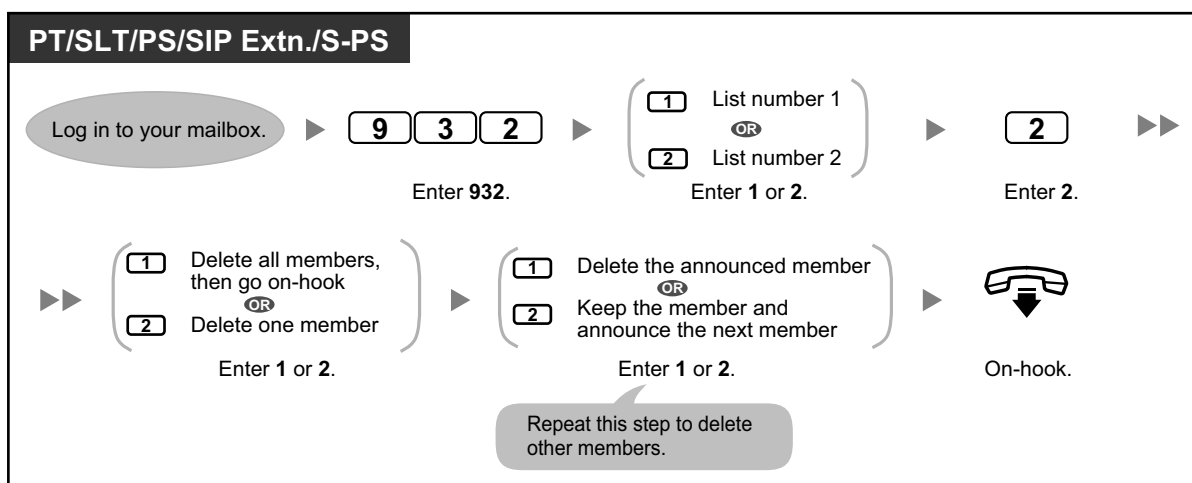 PT/SLT/PS/SIP Extn./S-PS
Log in to your mailbox.
9 3 2
Enter 932.
1 List number 1
OR
2 List number 2
Enter 1 or 2.
2
Enter 2.
1 Delete all members,
then go on-hook
OR
2 Delete one member
Enter 1 or 2.
1 Delete the announced member
OR
2 Keep the member and
announce the next member
Enter 1 or 2.
Repeat this step to delete
other members.
On-hook.